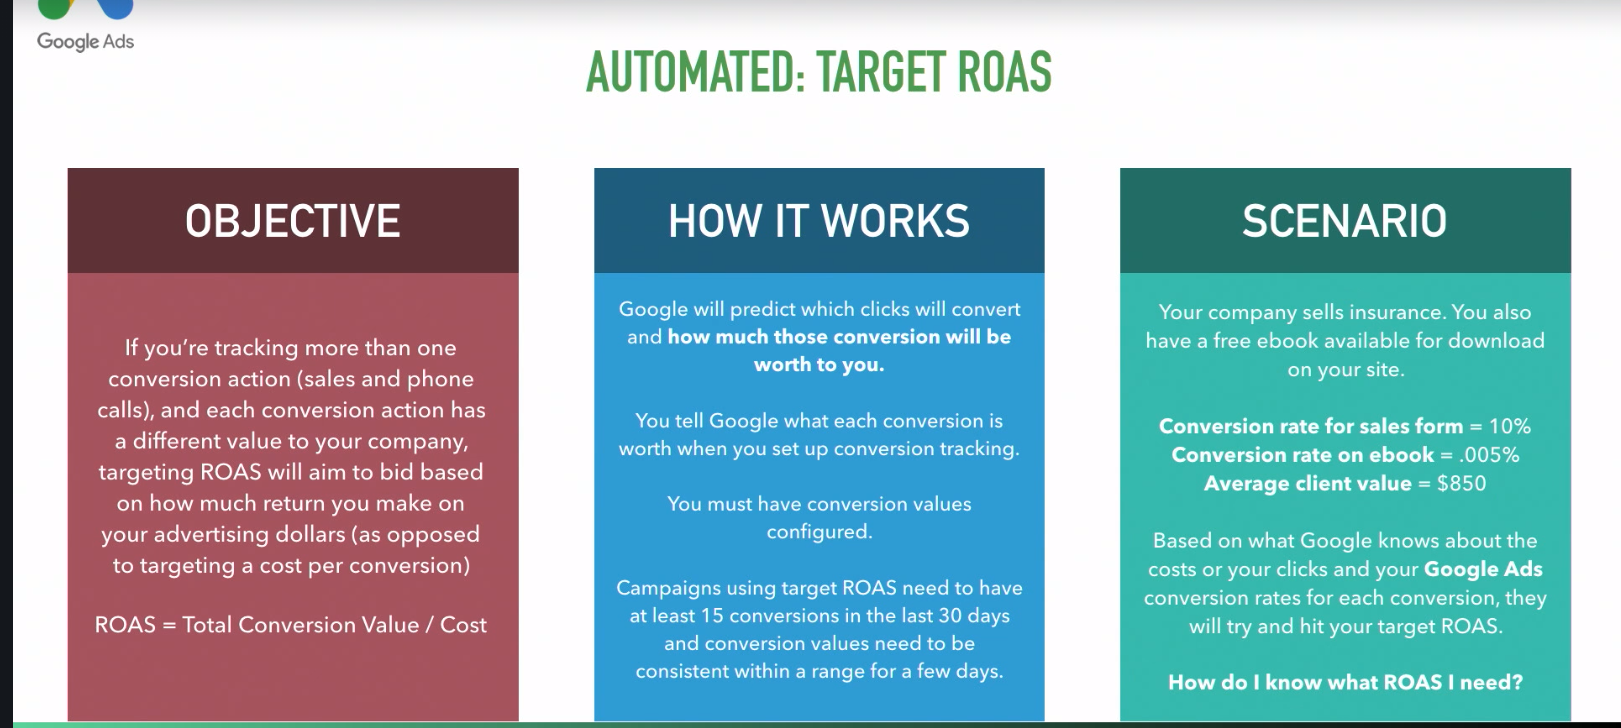 Google Ads
AUTOMATED: TARGET ROAS
OBJECTIVE
If you’re tracking more than one
conversion action (sales and phone
calls), and each conversion action has
a different value to your company,
targeting ROAS will aim to bid based
on how much return you make on
your advertising dollars (as opposed
to targeting a cost per conversion)
ROAS = Total Conversion Value / Cost
HOW IT WORKS
Google will predict which clicks will convert
and how much those conversion will be
worth to you.
You tell Google what each conversion is
worth when you set up conversion tracking.
You must have conversion values
configured.
Campaigns using target ROAS need to have
at least 15 conversions in the last 30 days
and conversion values need to be
consistent within a range for a few days.
SCENARIO
Your company sells insurance. You also
have a free ebook available for download
on your site.
Conversion rate for sales form = 10%
Conversion rate on ebook = .005%
Average client value = $850
Based on what Google knows about the
costs or your clicks and your Google Ads
conversion rates for each conversion, they
will try and hit your target ROAS.
How do I know what ROAS I need?